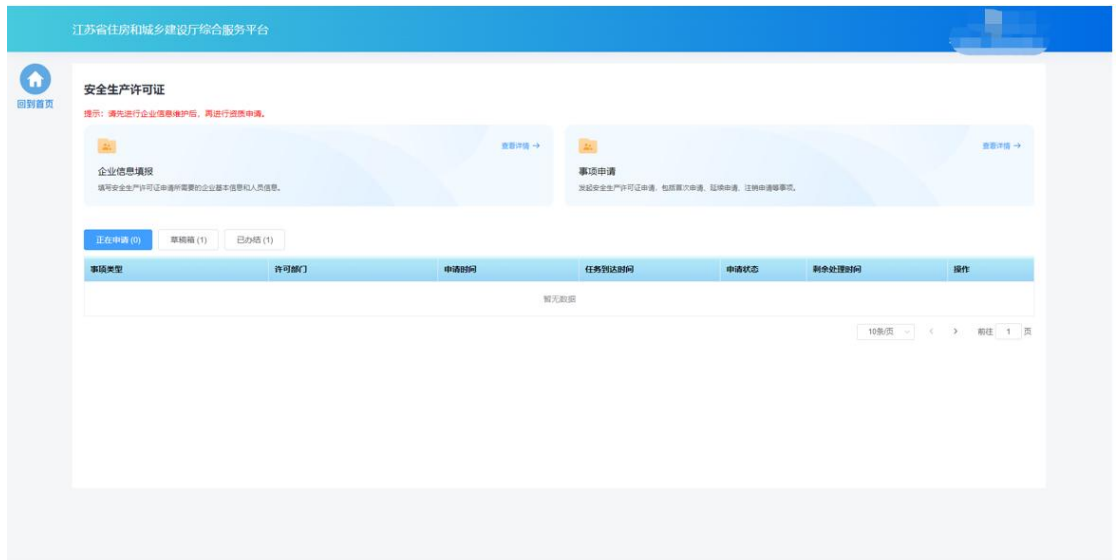 江苏省住房和城乡建设厅综合服务平台
回到首页
安全生产许可证
提示：请先进行企业信息维护后，再进行资质申请。
查看详情 →
企业信息填报
填写安全生产许可证申请所需要的企业基本信息和人员信息。
查看详情 →
事项申请
发起安全生产许可证申请，包括首次申请、延续申请、注销申请等事项。
正在申请 (0) 草稿箱 (1) 已办结 (1)
事项类型 许可部门 申请时间 任务到达时间 申请状态 剩余处理时间 操作
暂无数据
10条/页 < > 前往 1 页